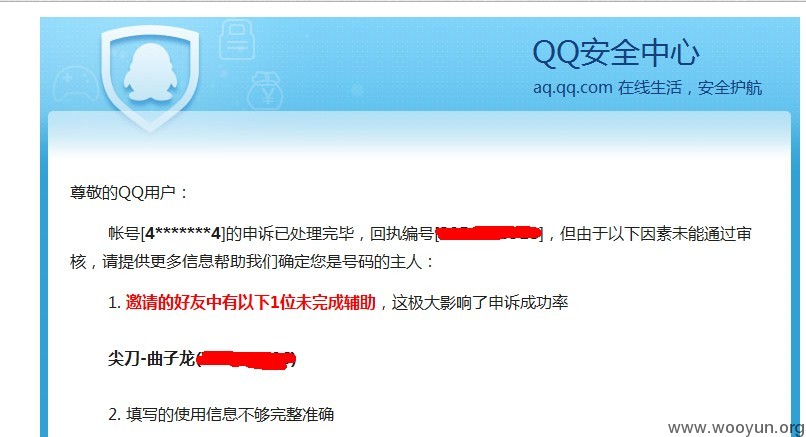 QQ安全中心
aq.qq.com 在线生活，安全护航
尊敬的QQ用户：
帐号[4*******4]的申诉已处理完毕，回执编号[]，但由于以下因素未能通过审
核，请提供更多信息帮助我们确定您是号码的主人：
1. 邀请的好友中有以下1位未完成辅助，这极大影响了申诉成功率
尖刀-曲子龙()
2. 填写的使用信息不够完整准确
www.wooyun.org